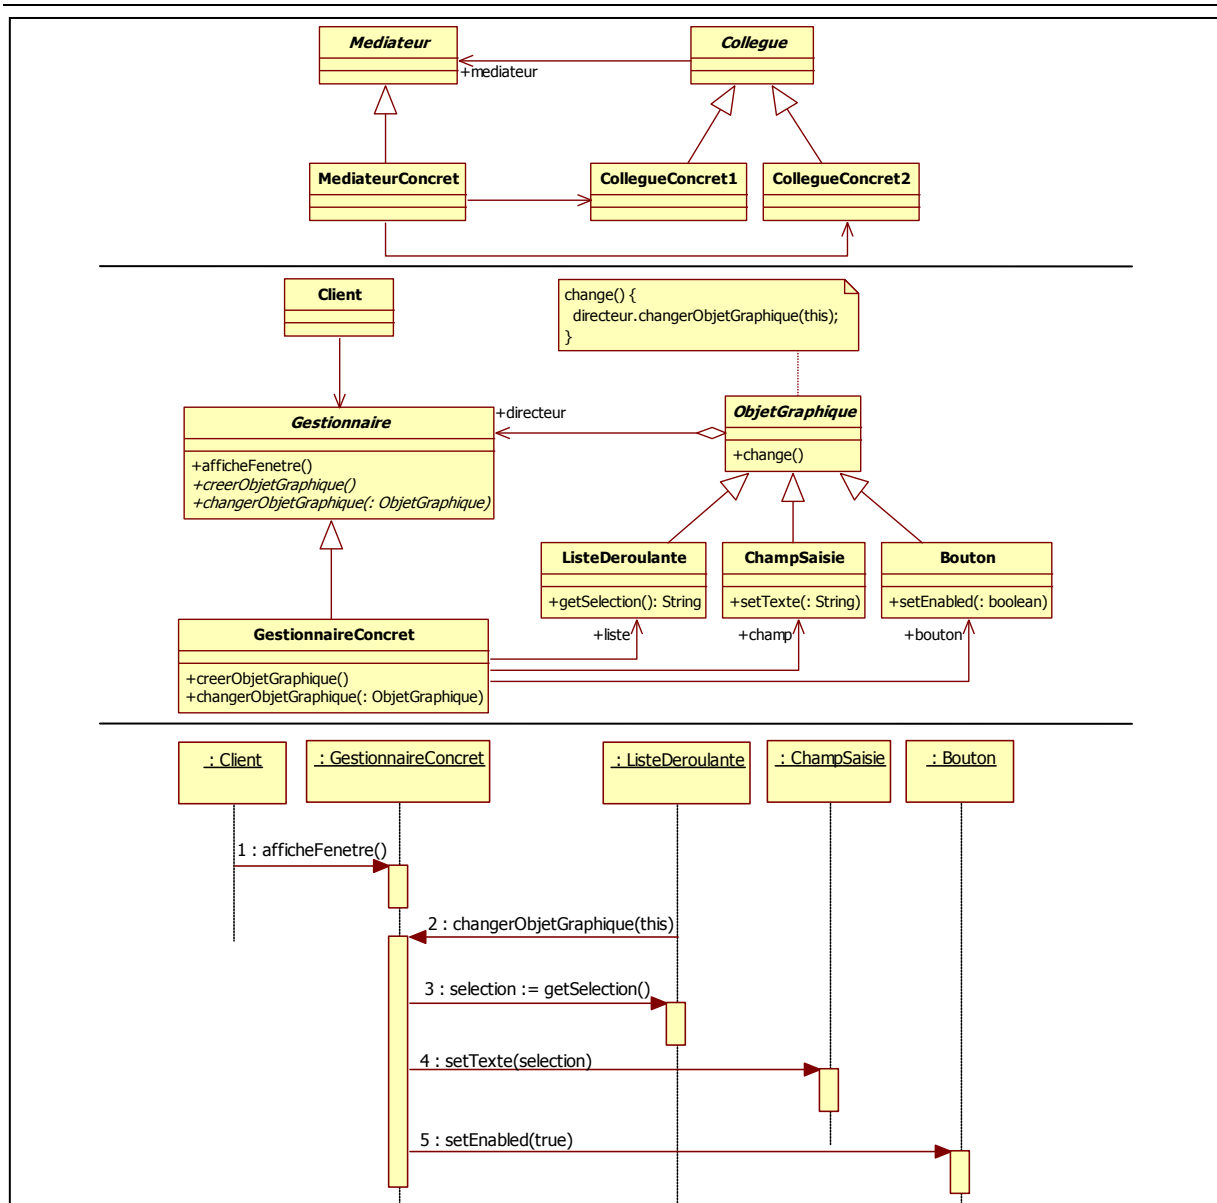 Mediateur
Collegue
+mediateur
MediateurConcret
CollegueConcret1
CollegueConcret2
Client
change() {
directeur.changerObjetGraphique(this);
}
Gestionnaire
+directeur
ObjetGraphique
+change()
+afficheFenetre()
+creerObjetGraphique()
+changerObjetGraphique(: ObjetGraphique)
ListeDeroulante
ChampSaisie
Bouton
+getSelection(): String
+setTexte(: String)
+setEnabled(: boolean)
GestionnaireConcret
+liste
+champ
+bouton
+creerObjetGraphique()
+changerObjetGraphique(: ObjetGraphique)
: Client
: GestionnaireConcret
: ListeDeroulante
: ChampSaisie
: Bouton
1 : afficheFenetre()
2 : changerObjetGraphique(this)
3 : selection := getSelection()
4 : setTexte(selection)
5 : setEnabled(true)